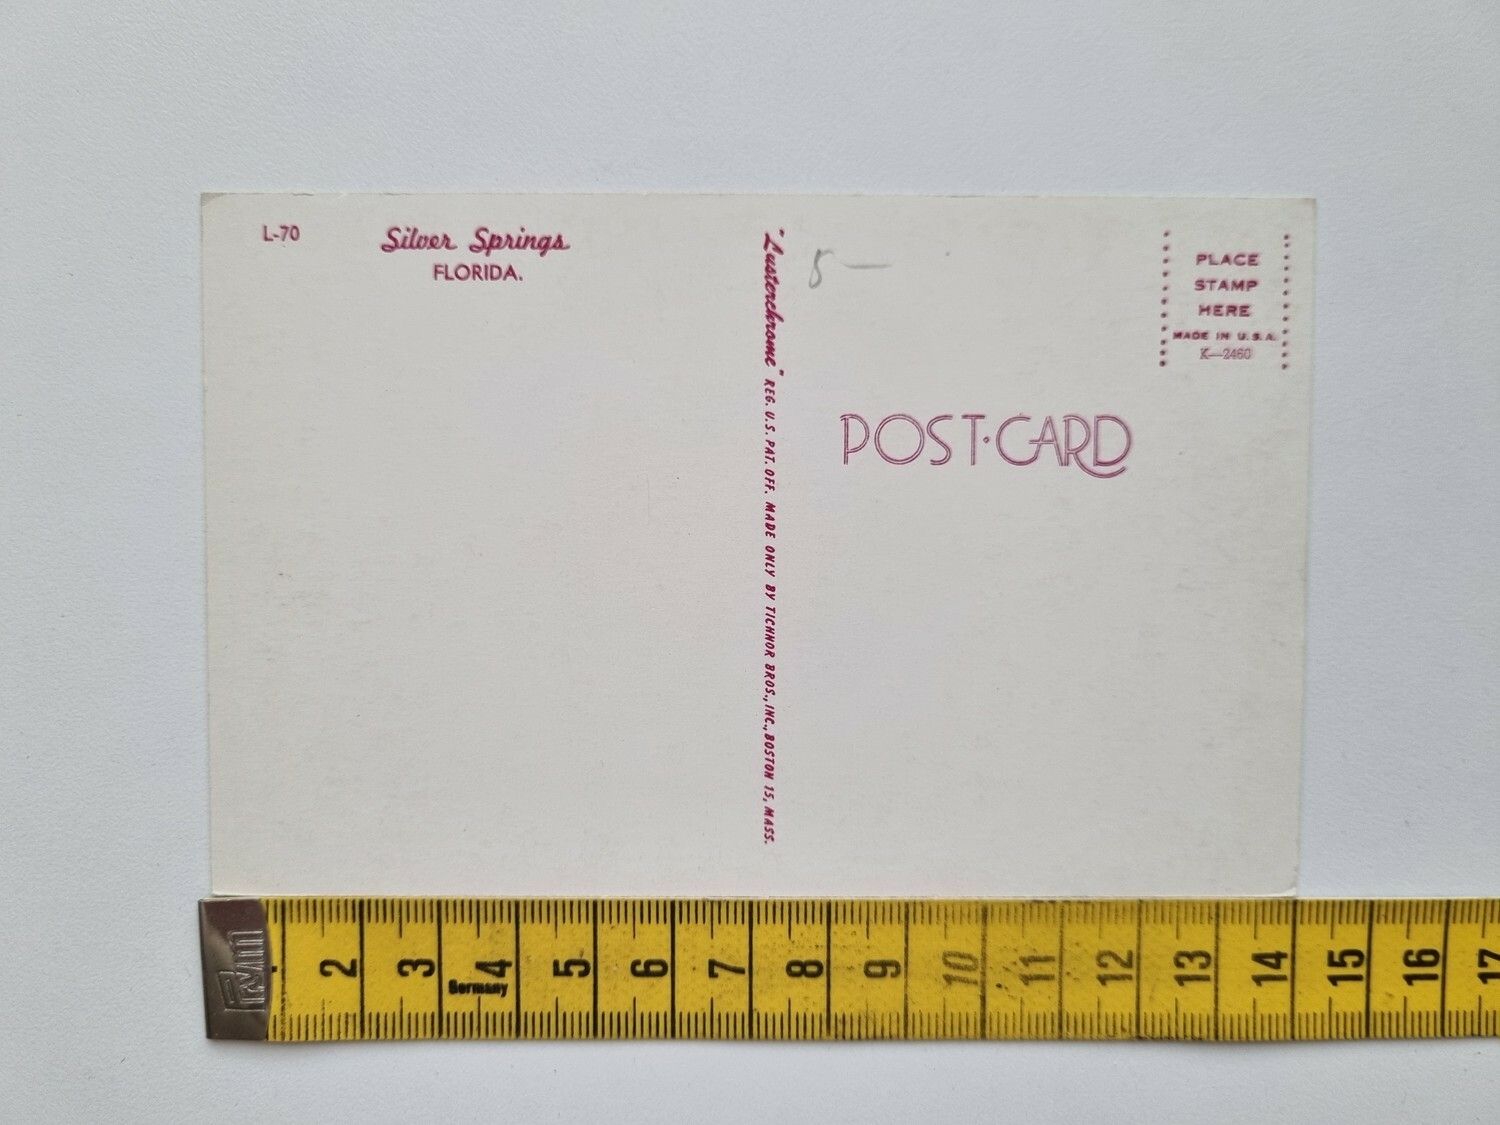 L-70
Silver Springs
FLORIDA.
"Lusterchrome" REG. U.S. PAT. OFF. MADE ONLY BY TICHNOR BROS., INC., BOSTON 15, MASS.
5 —
PLACE
STAMP
HERE
MADE IN U.S.A.
K—2460
POST·CARD
2 3 4 5 6 7 8 9 10 11 12 13 14 15 16 17
Germany